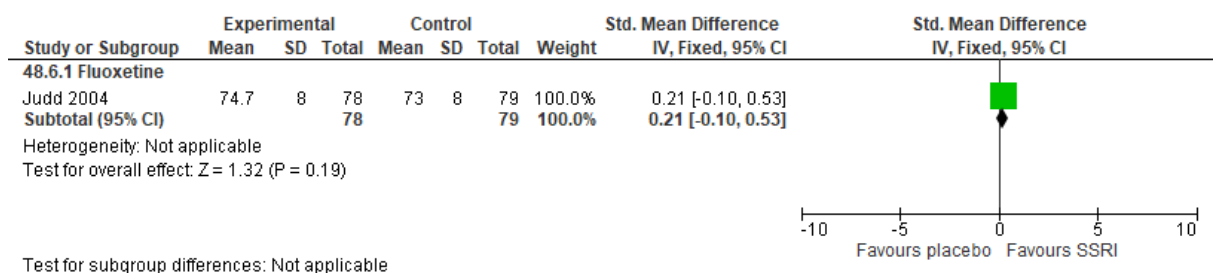 Experimental Control Std. Mean Difference Std. Mean Difference
Study or Subgroup Mean SD Total Mean SD Total Weight IV, Fixed, 95% CI IV, Fixed, 95% CI
48.6.1 Fluoxetine
Judd 2004 74.7 8 78 73 8 79 100.0% 0.21 [-0.10, 0.53]
Subtotal (95% CI) 78 79 100.0% 0.21 [-0.10, 0.53]
Heterogeneity: Not applicable
Test for overall effect: Z = 1.32 (P = 0.19)
-10 -5 0 5 10
Favours placebo Favours SSRI
Test for subgroup differences: Not applicable